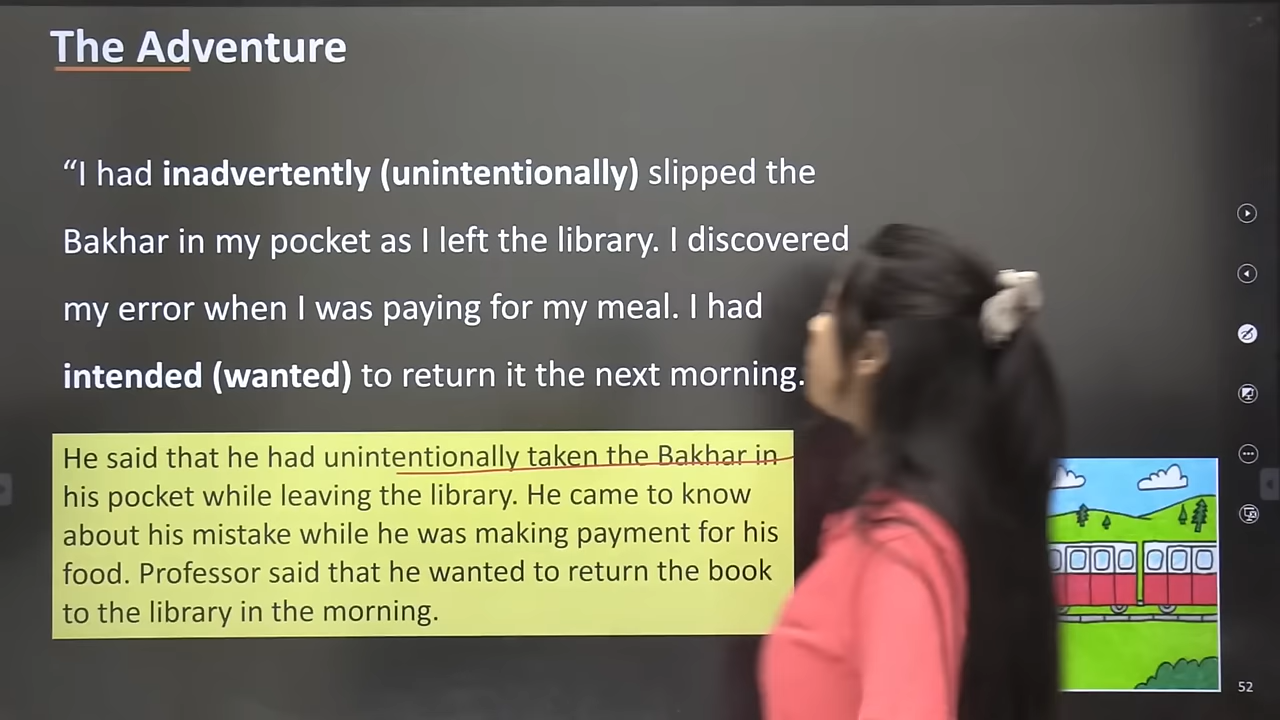 The Adventure
“I had inadvertently (unintentionally) slipped the
Bakhar in my pocket as I left the library. I discovered
my error when I was paying for my meal. I had
intended (wanted) to return it the next morning.
He said that he had unintentionally taken the Bakhar in
his pocket while leaving the library. He came to know
about his mistake while he was making payment for his
food. Professor said that he wanted to return the book
to the library in the morning.
52